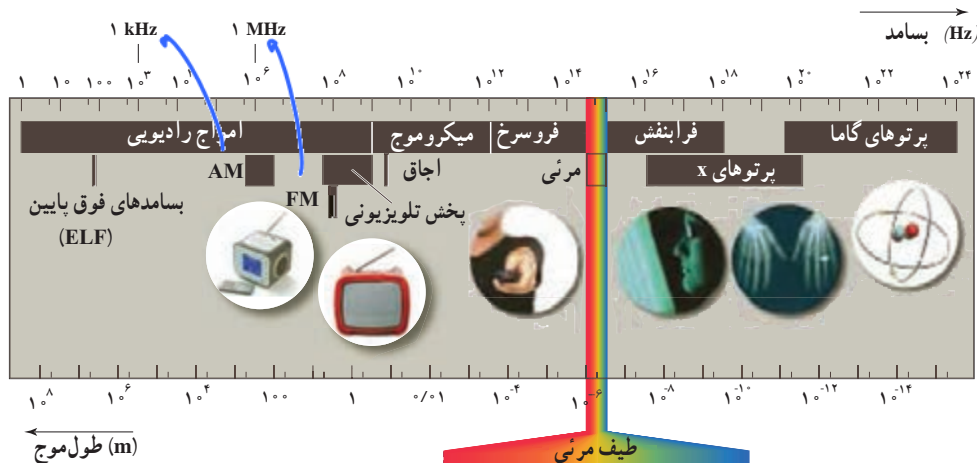 ۱ kHz ۱ MHz بسامد (Hz)
۱ ۱۰ ۱۰۰ ۱۰^۳ ۱۰^۶ ۱۰^۸ ۱۰^۱۰ ۱۰^۱۲ ۱۰^۱۴ ۱۰^۱۶ ۱۰^۱۸ ۱۰^۲۰ ۱۰^۲۲ ۱۰^۲۴
امواج رادیویی میکروموج فروسرخ فرابنفش پرتوهای گاما
AM اجاق مرئی پرتوهای x
بسامدهای فوق پایین FM پخش تلویزیونی
(ELF)
۱۰^۸ ۱۰^۶ ۱۰^۴ ۱۰۰ ۱ ۰/۰۱ ۱۰^-۴ ۱۰^-۶ ۱۰^-۸ ۱۰^-۱۰ ۱۰^-۱۲ ۱۰^-۱۴
طول‌موج (m) طیف مرئی